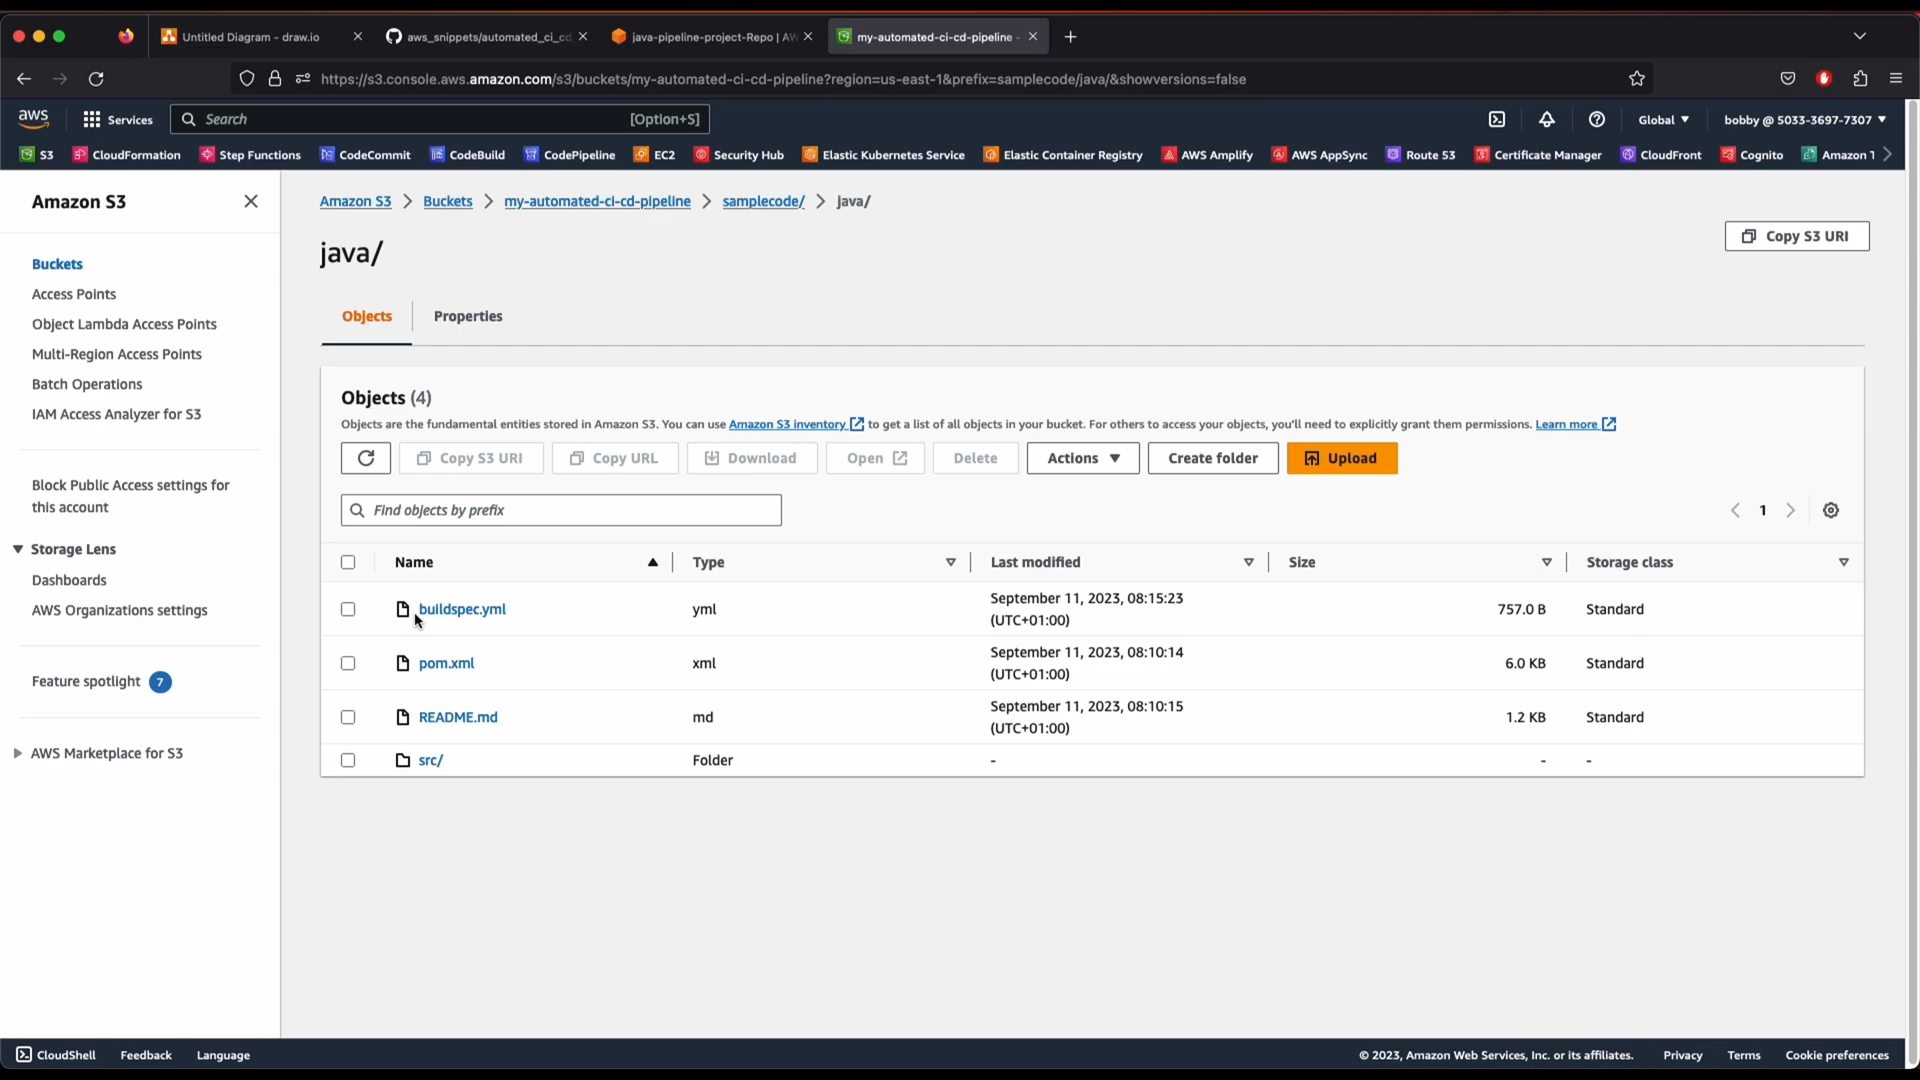 Untitled Diagram - draw.io
aws_snippets/automated_ci_cd
java-pipeline-project-Repo | AW
my-automated-ci-cd-pipeline -
https://s3.console.aws.amazon.com/s3/buckets/my-automated-ci-cd-pipeline?region=us-east-1&prefix=samplecode/java/&showversions=false
aws
Services
Search
[Option+S]
Global
bobby @ 5033-3697-7307
S3
CloudFormation
Step Functions
CodeCommit
CodeBuild
CodePipeline
EC2
Security Hub
Elastic Kubernetes Service
Elastic Container Registry
AWS Amplify
AWS AppSync
Route 53
Certificate Manager
CloudFront
Cognito
Amazon
Amazon S3
Buckets
Access Points
Object Lambda Access Points
Multi-Region Access Points
Batch Operations
IAM Access Analyzer for S3
Block Public Access settings for
this account
Storage Lens
Dashboards
AWS Organizations settings
Feature spotlight 7
AWS Marketplace for S3
Amazon S3 > Buckets > my-automated-ci-cd-pipeline > samplecode/ > java/
java/
Copy S3 URI
Objects
Properties
Objects (4)
Objects are the fundamental entities stored in Amazon S3. You can use Amazon S3 inventory to get a list of all objects in your bucket. For others to access your objects, you'll need to explicitly grant them permissions. Learn more
Copy S3 URI
Copy URL
Download
Open
Delete
Actions
Create folder
Upload
Find objects by prefix
1
Name Type Last modified Size Storage class
buildspec.yml yml September 11, 2023, 08:15:23 (UTC+01:00) 757.0 B Standard
pom.xml xml September 11, 2023, 08:10:14 (UTC+01:00) 6.0 KB Standard
README.md md September 11, 2023, 08:10:15 (UTC+01:00) 1.2 KB Standard
src/ Folder - - -
CloudShell
Feedback
Language
© 2023, Amazon Web Services, Inc. or its affiliates.
Privacy
Terms
Cookie preferences